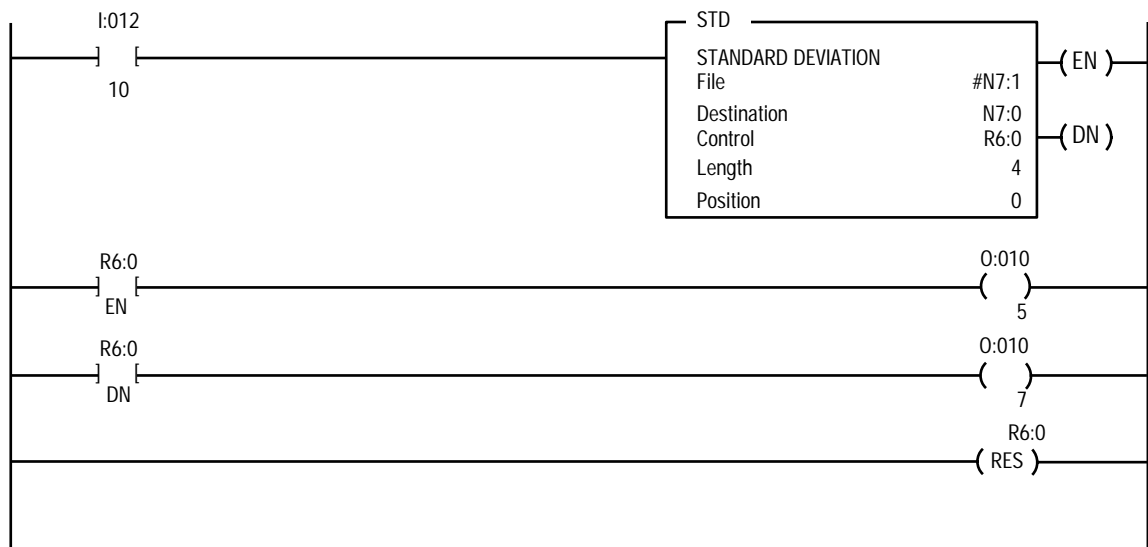 I:012
] [
10
STD
STANDARD DEVIATION
File #N7:1
Destination N7:0
Control R6:0
Length 4
Position 0
( EN )
( DN )
R6:0
] [
EN
O:010
( )
5
R6:0
] [
DN
O:010
( )
7
R6:0
( RES )